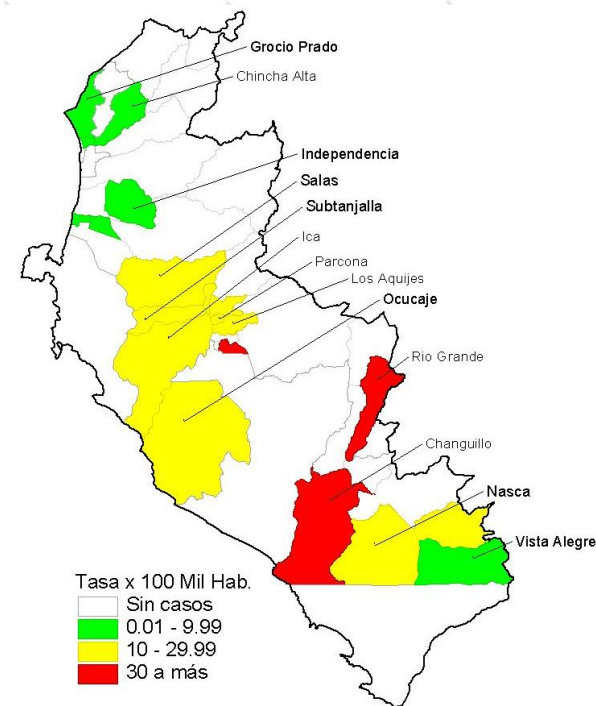 Grocio Prado
Chincha Alta
Independencia
Salas
Subtanjalla
Ica
Parcona
Los Aquijes
Ocucaje
Rio Grande
Changuillo
Nasca
Vista Alegre
Tasa x 100 Mil Hab.
Sin casos
0.01 - 9.99
10 - 29.99
30 a más